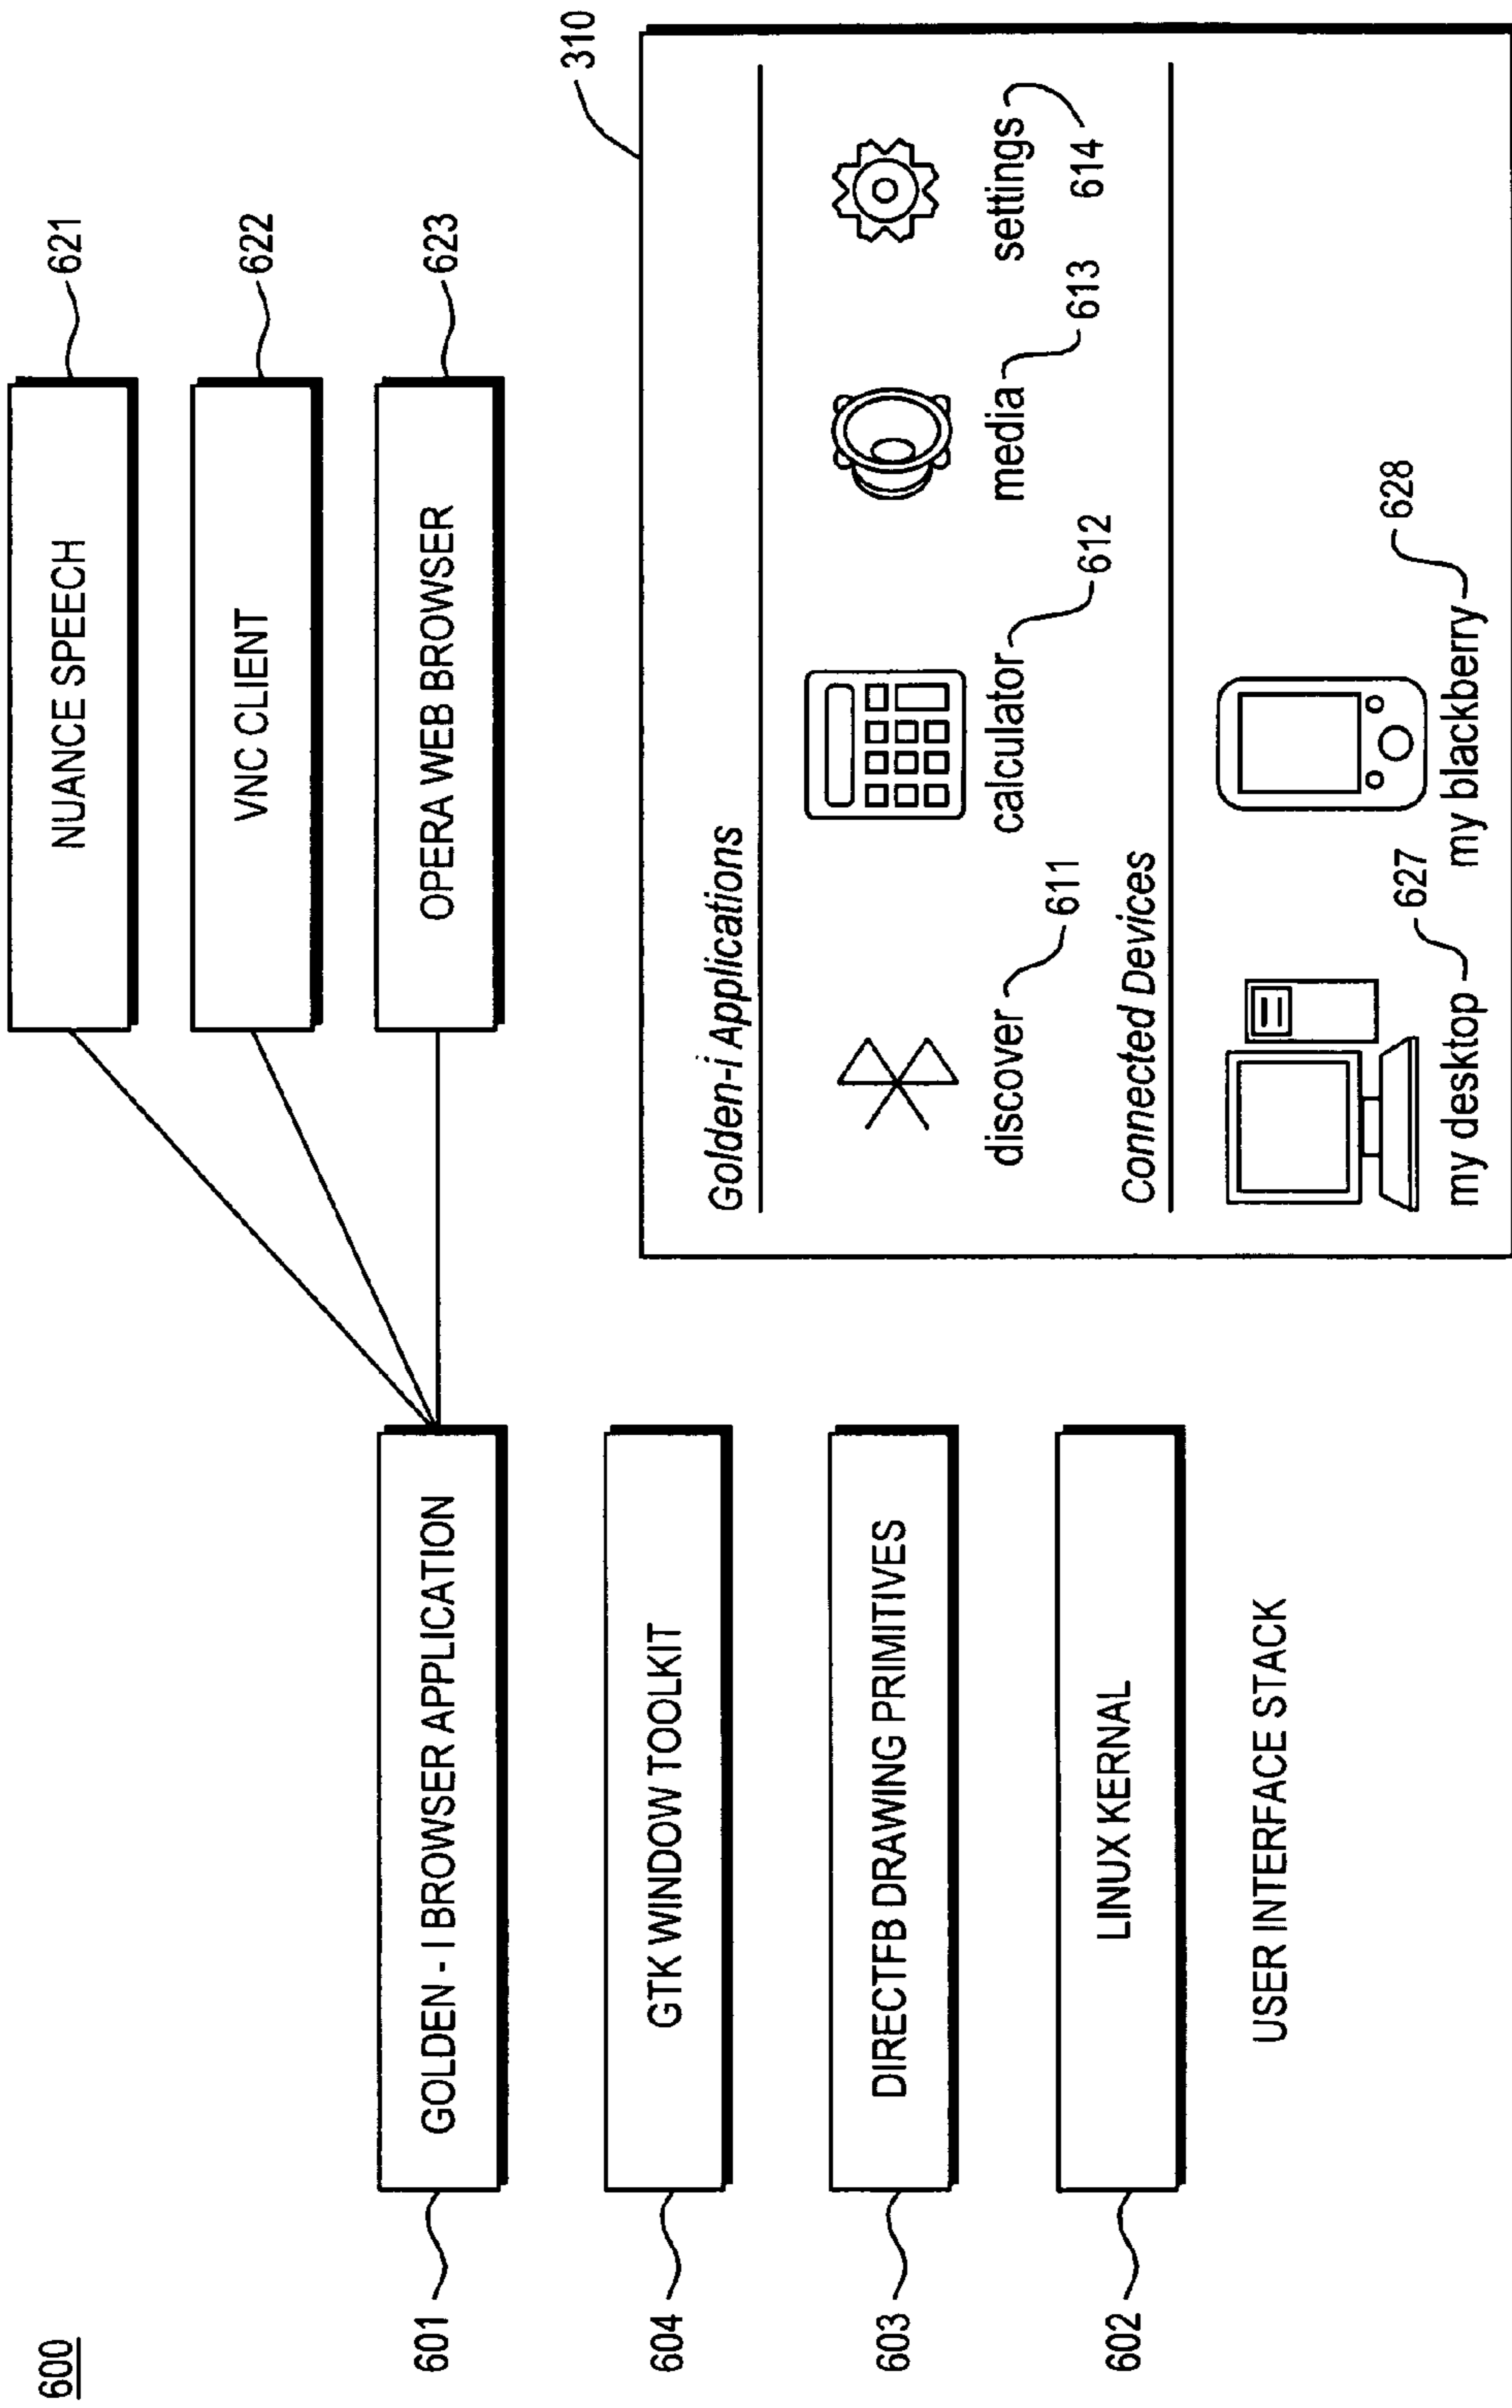 600
NUANCE SPEECH
621
VNC CLIENT
622
OPERA WEB BROWSER
623
601
GOLDEN - I BROWSER APPLICATION
604
GTK WINDOW TOOLKIT
603
DIRECTFB DRAWING PRIMITIVES
602
LINUX KERNAL
USER INTERFACE STACK
310
Golden-i Applications
discover
611
calculator
612
media
613
settings
614
Connected Devices
my desktop
627
my blackberry
628